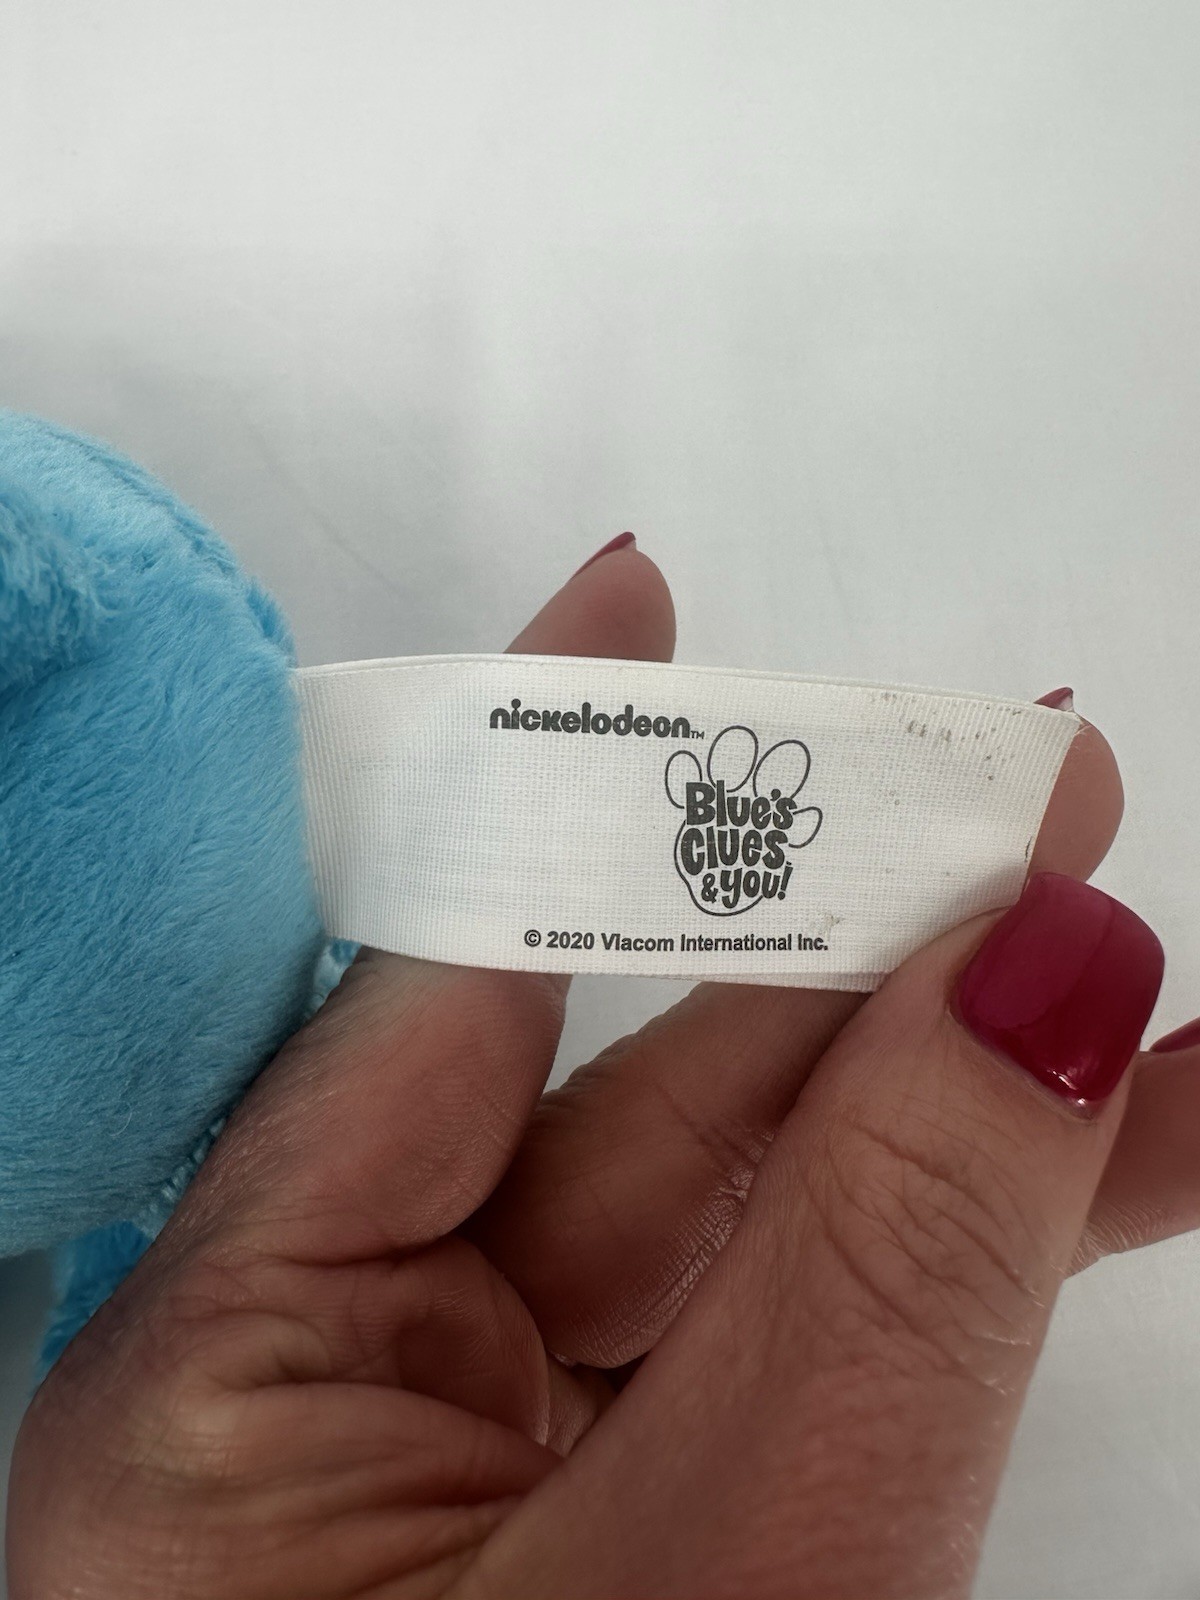 nickelodeon™
Blue's
Clues
& you!
© 2020 Viacom International Inc.